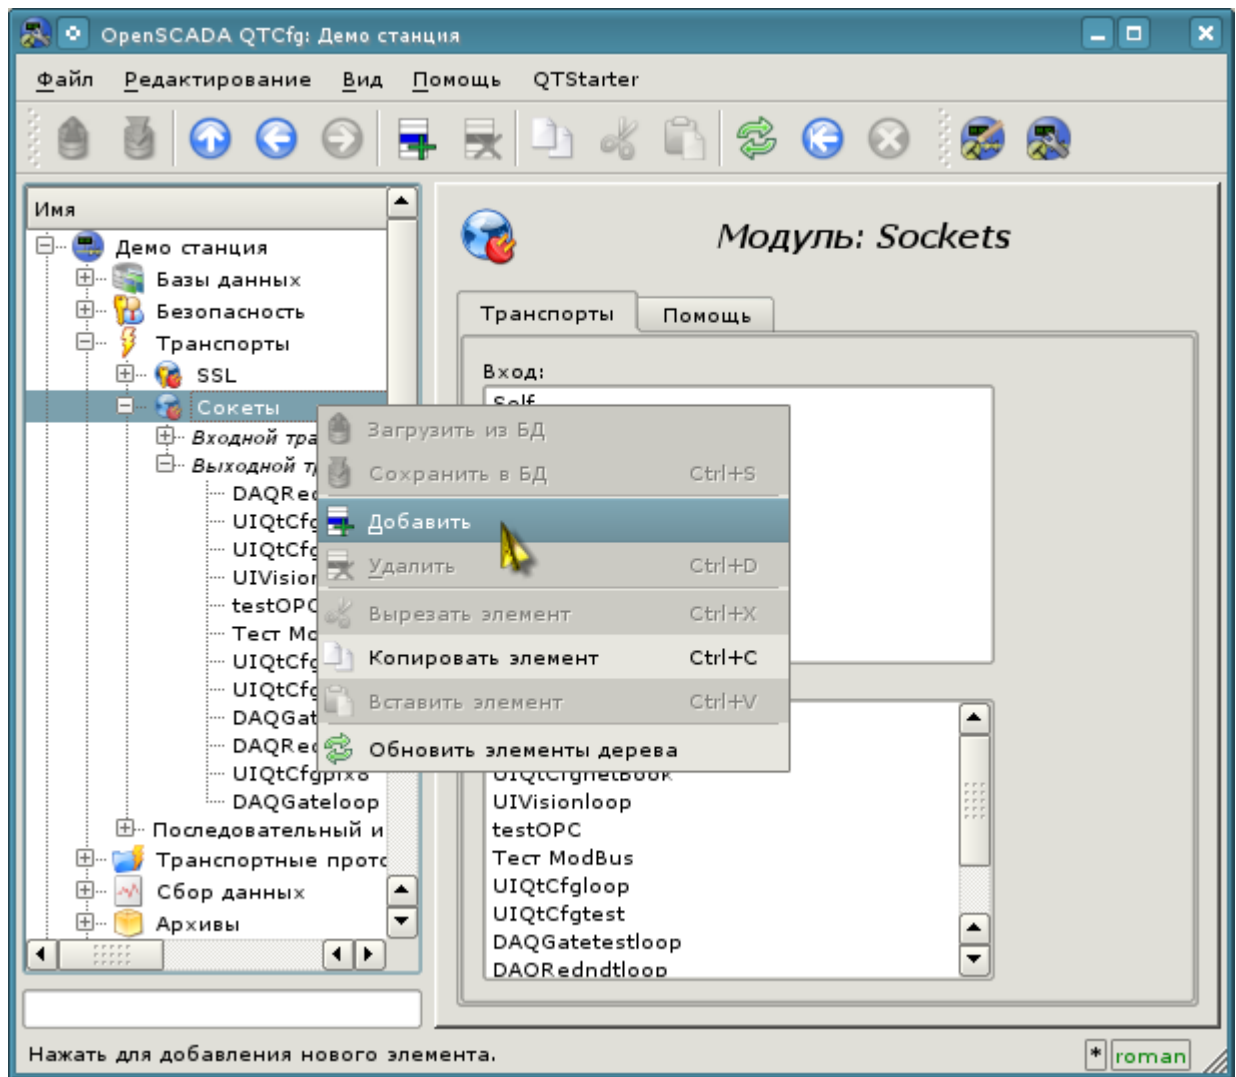 OpenSCADA QTCfg: Демо станция
Файл Редактирование Вид Помощь QTStarter
Имя
Демо станция
Базы данных
Безопасность
Транспорты
SSL
Сокеты
Входной тра
Выходной
DAQRe
UIQtCfg
UIQtCfg
UIVision
testOPC
Тест Mo
UIQtCfg
UIQtCfg
DAQGat
DAQRe
UIQtCfgpix8
DAQGateloop
Последовательный и
Транспортные прото
Сбор данных
Архивы
Загрузить из БД
Сохранить в БД Ctrl+S
Добавить
Удалить Ctrl+D
Вырезать элемент Ctrl+X
Копировать элемент Ctrl+C
Вставить элемент Ctrl+V
Обновить элементы дерева
Модуль: Sockets
Транспорты Помощь
Вход:
Self
UIQtCfgnetBook
UIVisionloop
testOPC
Тест ModBus
UIQtCfgloop
UIQtCfgtest
DAQGatetestloop
DAQRedndtloop
Нажать для добавления нового элемента.
* roman